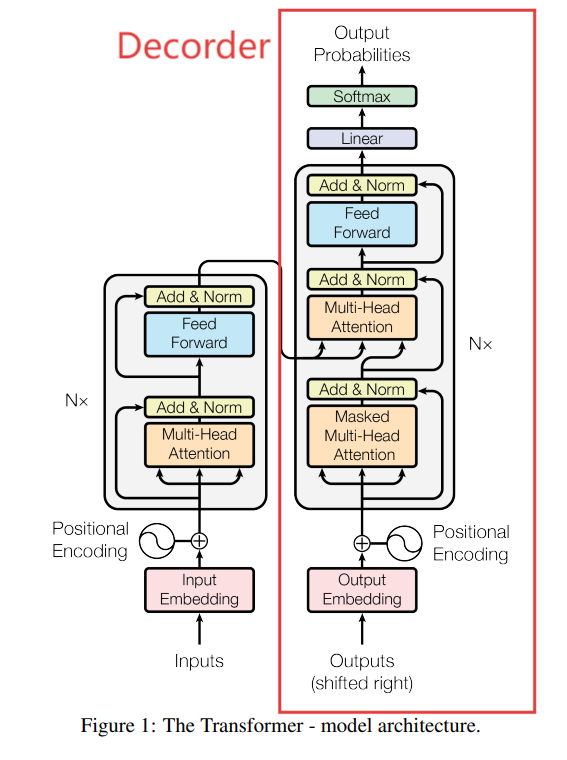 Decorder
Output
Probabilities
Softmax
Linear
Add & Norm
Feed
Forward
Add & Norm
Multi-Head
Attention
Add & Norm
Masked
Multi-Head
Attention
N×
Positional
Encoding
Output
Embedding
Outputs
(shifted right)
Add & Norm
Feed
Forward
Add & Norm
Multi-Head
Attention
N×
Positional
Encoding
Input
Embedding
Inputs
Figure 1: The Transformer - model architecture.